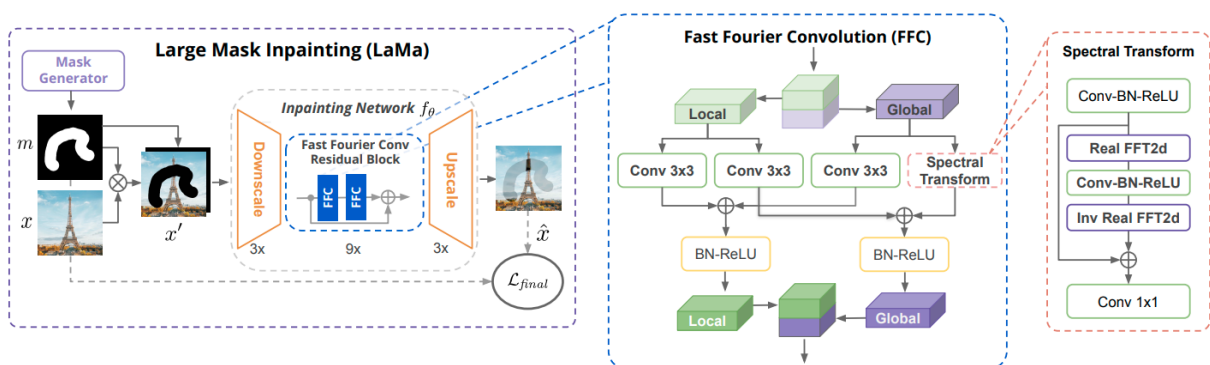 Large Mask Inpainting (LaMa)
Mask
Generator
m
x
x′
Inpainting Network fθ
Downscale
Fast Fourier Conv
Residual Block
FFC
FFC
Upscale
3x
9x
3x
x̂
ℒfinal
Fast Fourier Convolution (FFC)
Local
Global
Conv 3x3
Conv 3x3
Conv 3x3
Spectral
Transform
BN-ReLU
BN-ReLU
Local
Global
Spectral Transform
Conv-BN-ReLU
Real FFT2d
Conv-BN-ReLU
Inv Real FFT2d
Conv 1x1